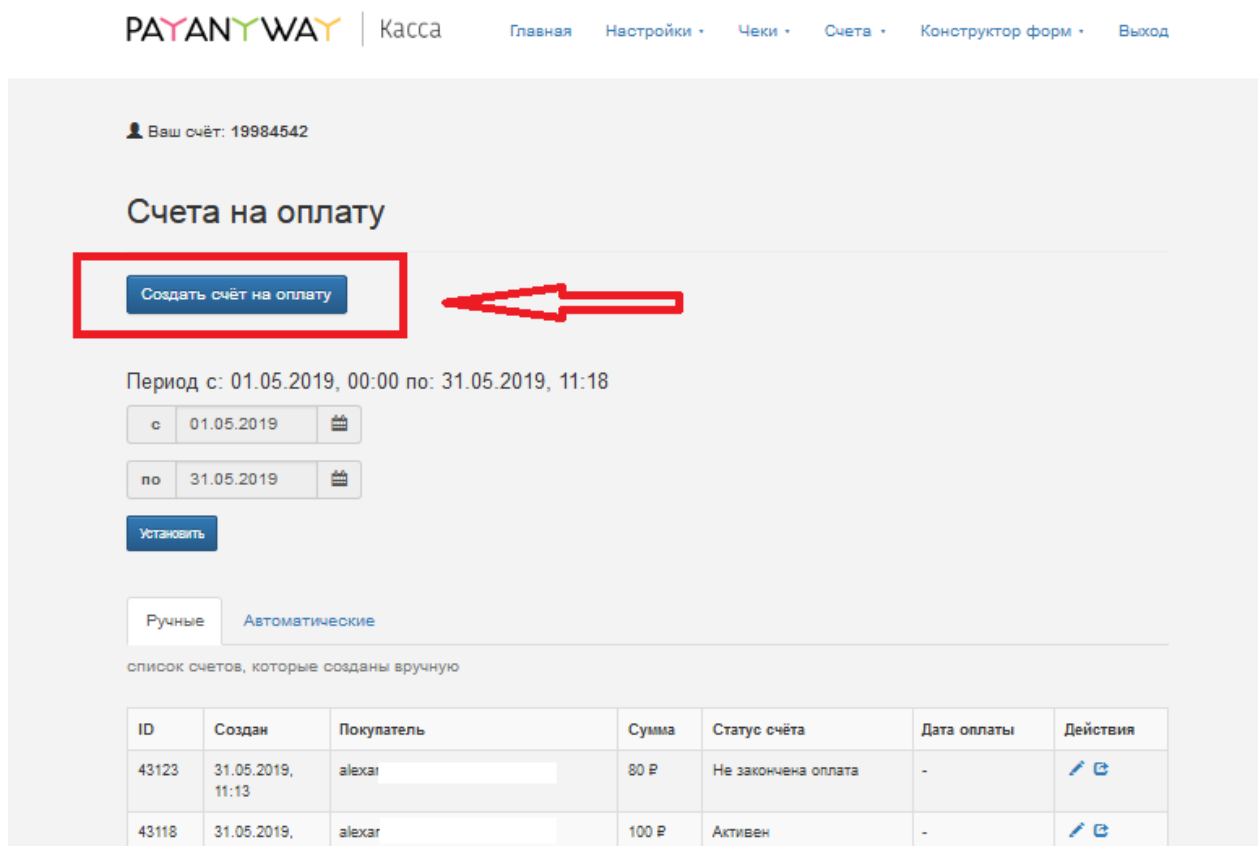 PAYANYWAY | Касса Главная Настройки Чеки Счета Конструктор форм Выход
Ваш счёт: 19984542
Счета на оплату
Создать счёт на оплату
Период с: 01.05.2019, 00:00 по: 31.05.2019, 11:18
с 01.05.2019
по 31.05.2019
Установить
Ручные Автоматические
список счетов, которые созданы вручную
ID Создан Покупатель Сумма Статус счёта Дата оплаты Действия
43123 31.05.2019, alexar 80 ₽ Не закончена оплата -
11:13
43118 31.05.2019, alexar 100 ₽ Активен -